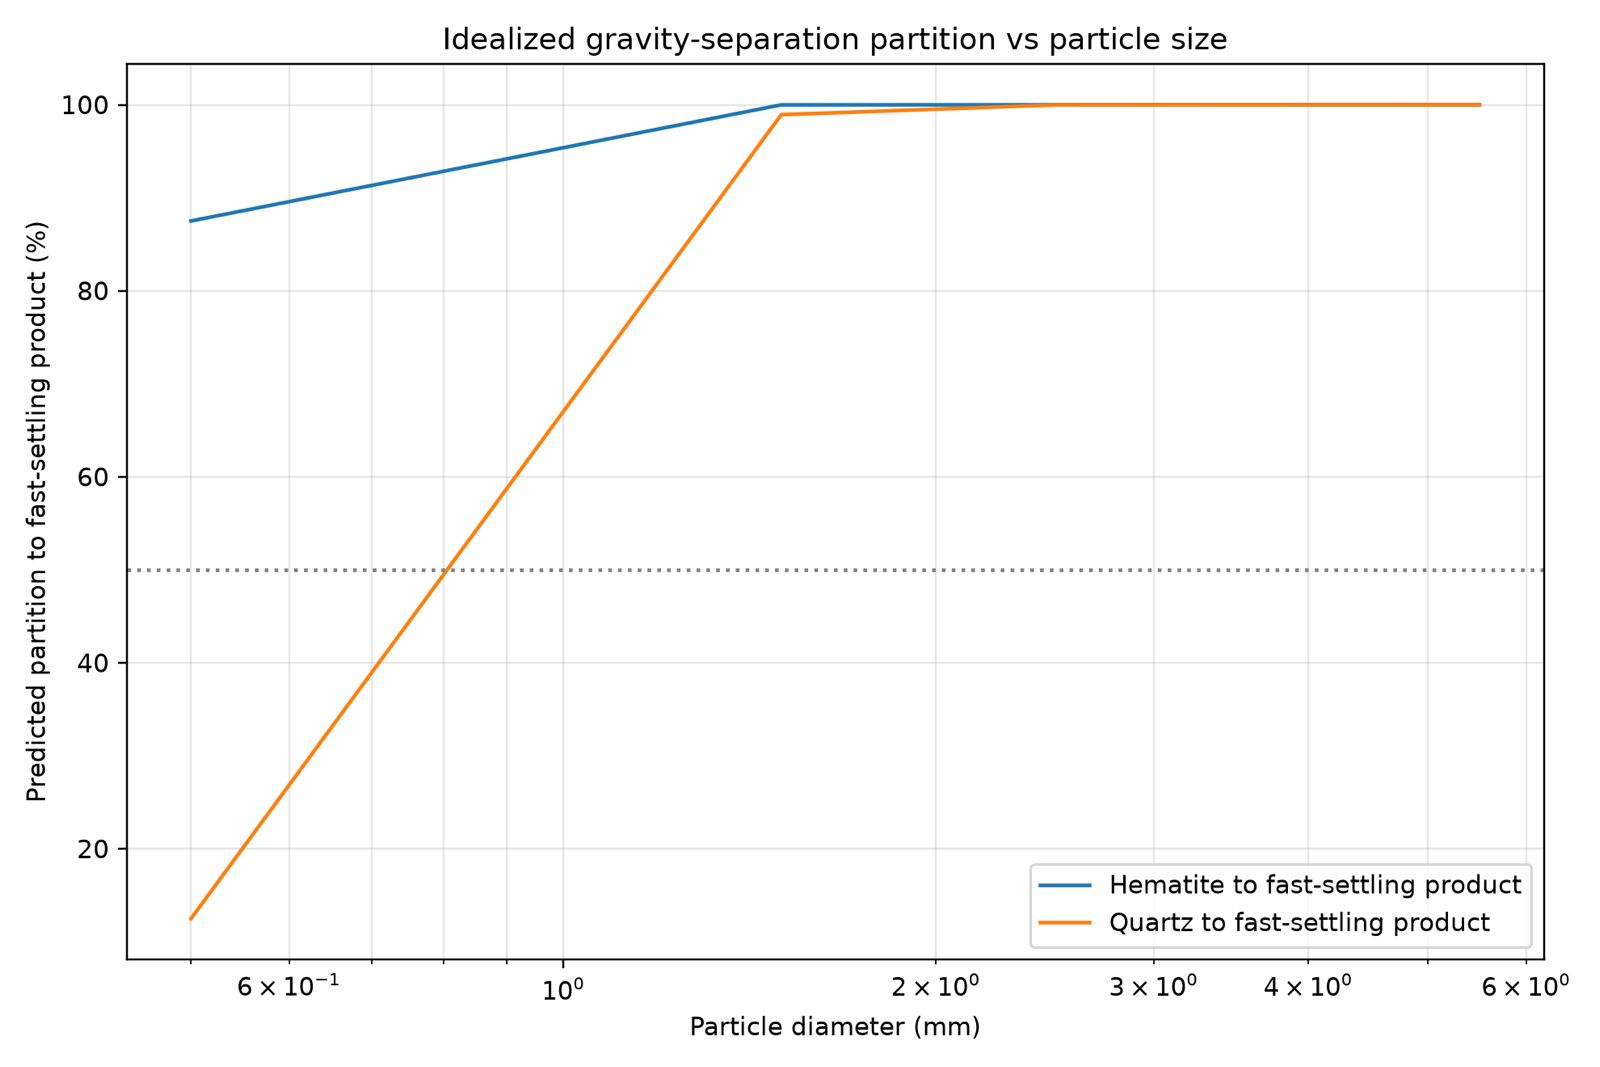 Idealized gravity-separation partition vs particle size
Predicted partition to fast-settling product (%)
100
80
60
40
20
Hematite to fast-settling product
Quartz to fast-settling product
6 × 10⁻¹
10⁰
2 × 10⁰
3 × 10⁰
4 × 10⁰
6 × 10⁰
Particle diameter (mm)